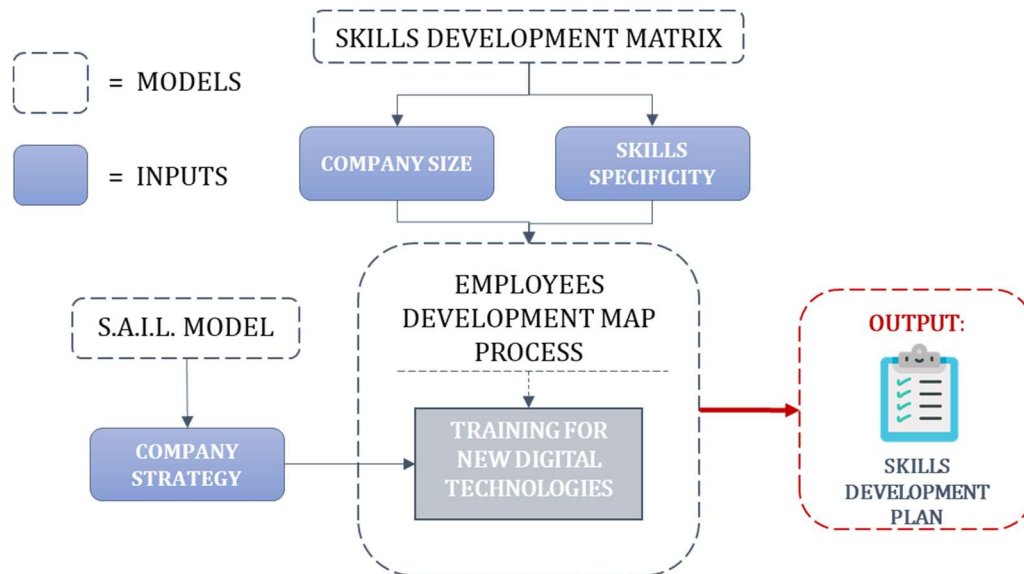 SKILLS DEVELOPMENT MATRIX
= MODELS
= INPUTS
COMPANY SIZE
SKILLS
SPECIFICITY
EMPLOYEES
DEVELOPMENT MAP
PROCESS
S.A.I.L. MODEL
COMPANY
STRATEGY
TRAINING FOR
NEW DIGITAL
TECHNOLOGIES
OUTPUT:
SKILLS
DEVELOPMENT
PLAN